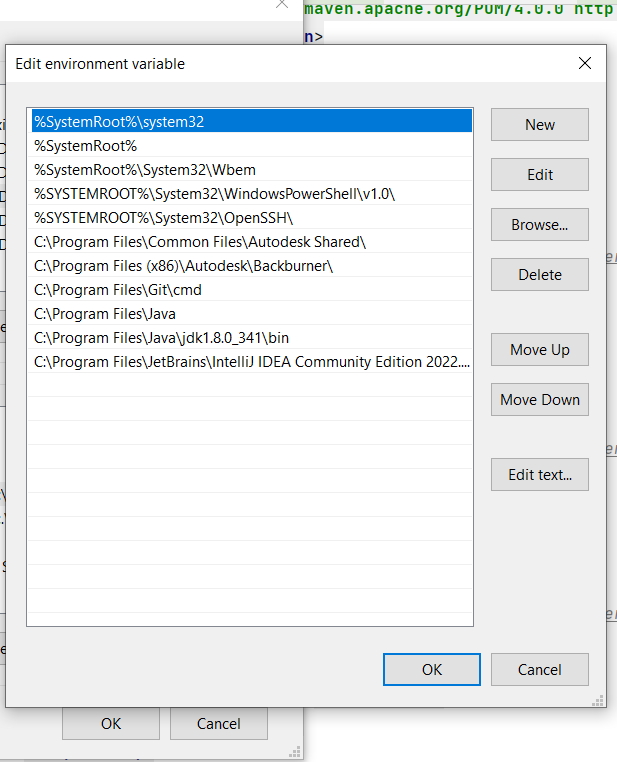 maven.apache.org/POM/4.0.0 http
n>
Edit environment variable
%SystemRoot%\system32
New
%SystemRoot%
%SystemRoot%\System32\Wbem
Edit
%SYSTEMROOT%\System32\WindowsPowerShell\v1.0\
%SYSTEMROOT%\System32\OpenSSH\
Browse...
C:\Program Files\Common Files\Autodesk Shared\
C:\Program Files (x86)\Autodesk\Backburner\
Delete
C:\Program Files\Git\cmd
C:\Program Files\Java
C:\Program Files\Java\jdk1.8.0_341\bin
Move Up
C:\Program Files\JetBrains\IntelliJ IDEA Community Edition 2022....
Move Down
Edit text...
OK
Cancel
OK
Cancel